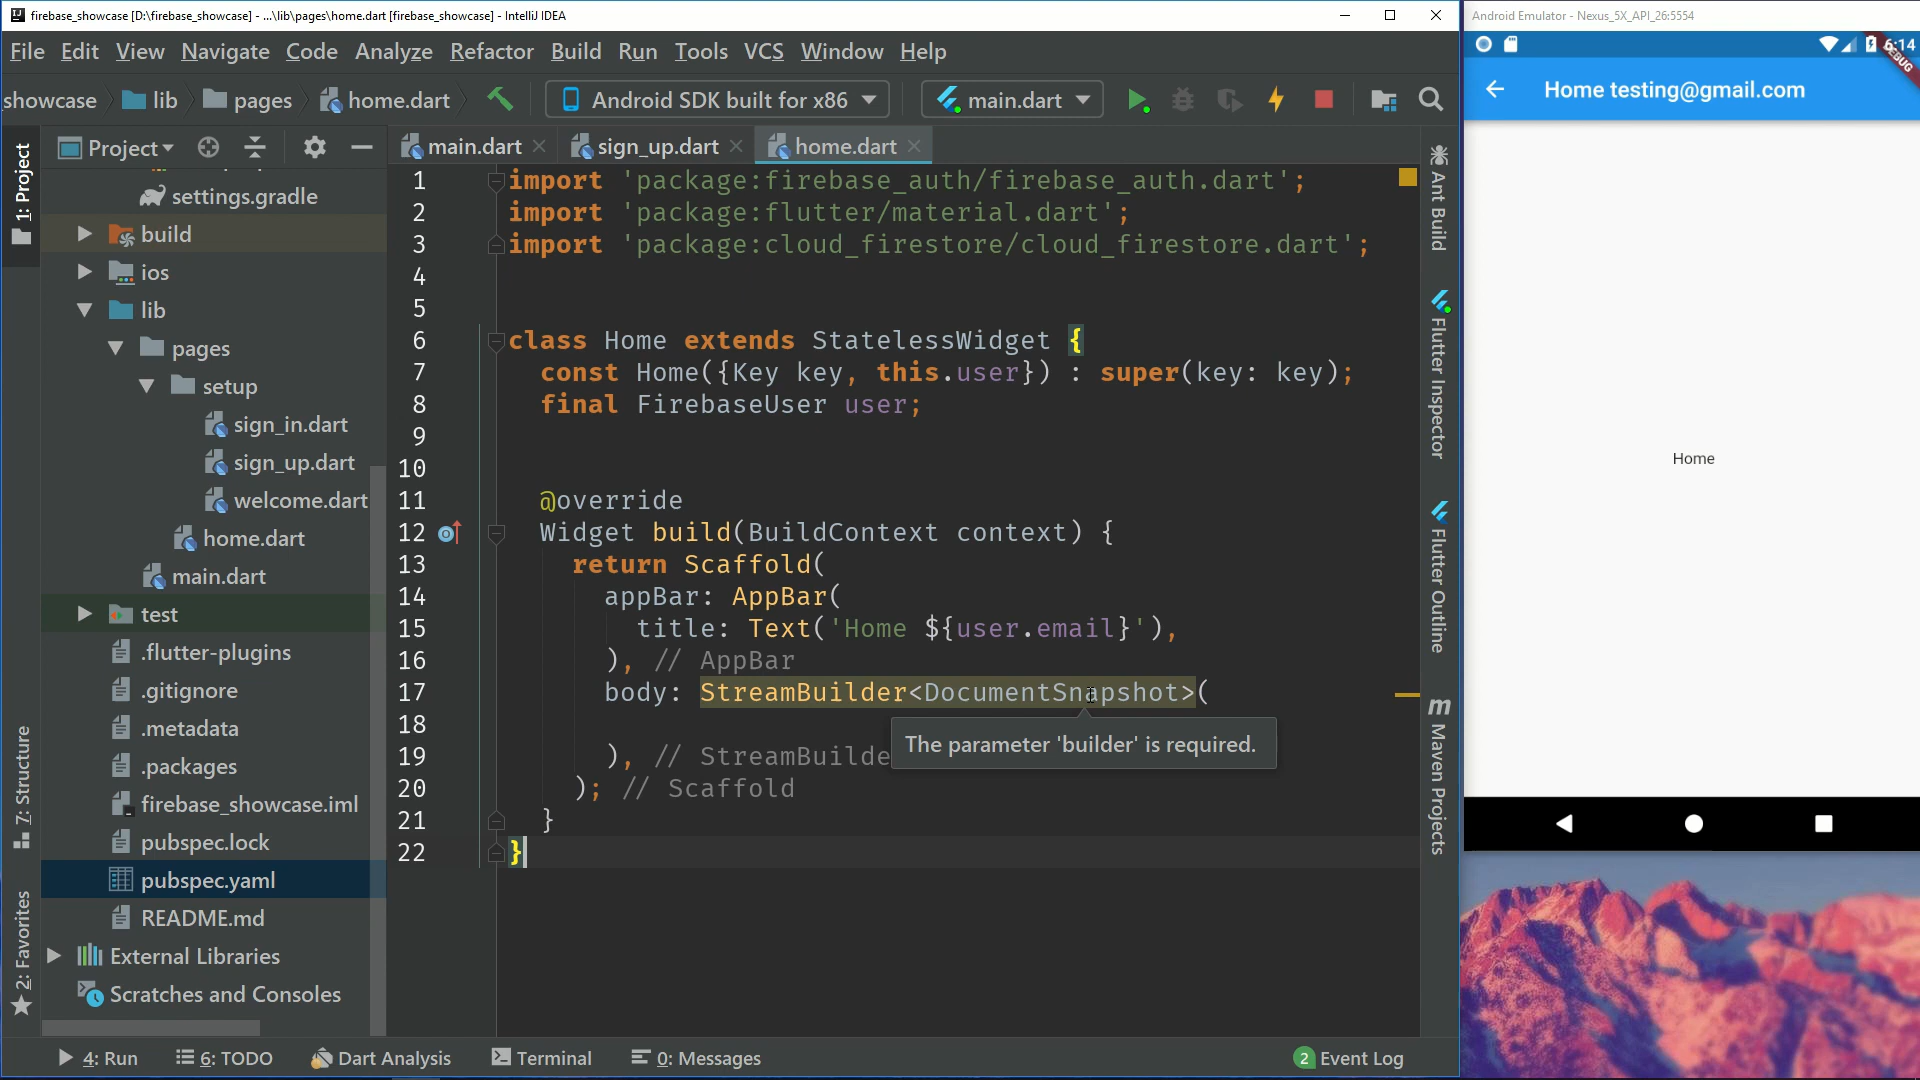 firebase_showcase [D:\firebase_showcase] - ...\lib\pages\home.dart [firebase_showcase] - IntelliJ IDEA
File Edit View Navigate Code Analyze Refactor Build Run Tools VCS Window Help
showcase lib pages home.dart Android SDK built for x86 main.dart
Project
settings.gradle
build
ios
lib
pages
setup
sign_in.dart
sign_up.dart
welcome.dart
home.dart
main.dart
test
.flutter-plugins
.gitignore
.metadata
.packages
firebase_showcase.iml
pubspec.lock
pubspec.yaml
README.md
External Libraries
Scratches and Consoles
1: Project
7: Structure
2: Favorites
main.dart sign_up.dart home.dart
1 import 'package:firebase_auth/firebase_auth.dart';
2 import 'package:flutter/material.dart';
3 import 'package:cloud_firestore/cloud_firestore.dart';
4
5
6 class Home extends StatelessWidget {
7 const Home({Key key, this.user}) : super(key: key);
8 final FirebaseUser user;
9
10
11 @override
12 Widget build(BuildContext context) {
13 return Scaffold(
14 appBar: AppBar(
15 title: Text('Home ${user.email}'),
16 ), // AppBar
17 body: StreamBuilder<DocumentSnapshot>(
18
The parameter 'builder' is required.
19 ), // StreamBuilde
20 ); // Scaffold
21 }
22 }
Ant Build
Flutter Inspector
Flutter Outline
Maven Projects
4: Run 6: TODO Dart Analysis Terminal 0: Messages 2 Event Log
Android Emulator - Nexus_5X_API_26:5554
6:14
DEBUG
Home testing@gmail.com
Home